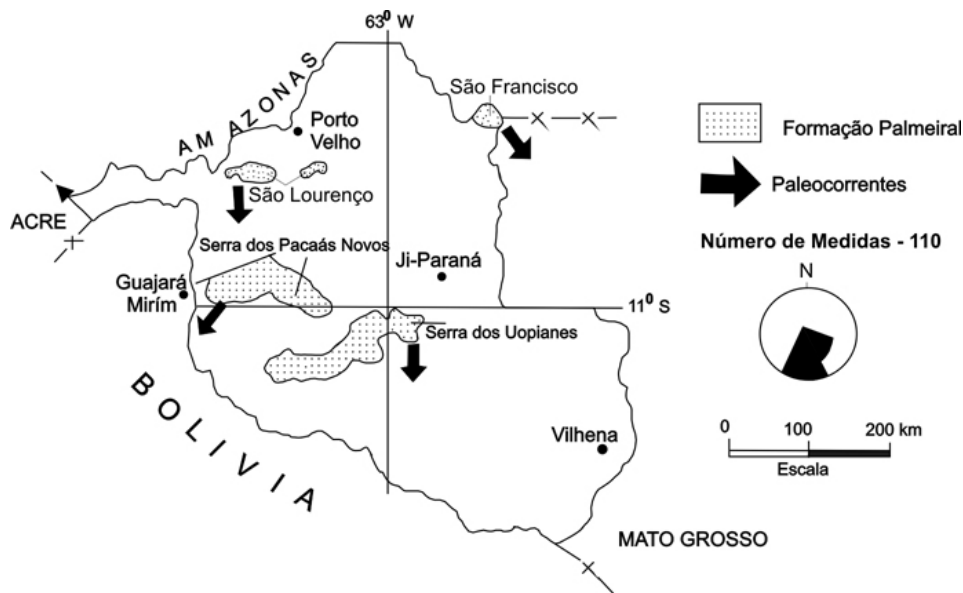 63⁰ W
AMAZONAS
São Francisco
Porto
Velho
São Lourenço
ACRE
Serra dos Pacaás Novos
Guajará
Mirím
Ji-Paraná
11⁰ S
Serra dos Uopianes
BOLIVIA
Vilhena
MATO GROSSO
Formação Palmeiral
Paleocorrentes
Número de Medidas - 110
N
0 100 200 km
Escala